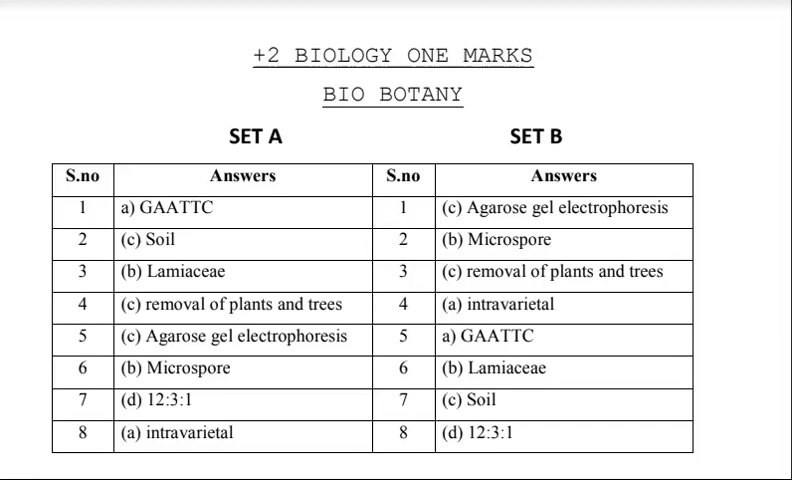 +2 BIOLOGY ONE MARKS
BIO BOTANY
SET A SET B
S.no Answers S.no Answers
1 a) GAATTC 1 (c) Agarose gel electrophoresis
2 (c) Soil 2 (b) Microspore
3 (b) Lamiaceae 3 (c) removal of plants and trees
4 (c) removal of plants and trees 4 (a) intravarietal
5 (c) Agarose gel electrophoresis 5 a) GAATTC
6 (b) Microspore 6 (b) Lamiaceae
7 (d) 12:3:1 7 (c) Soil
8 (a) intravarietal 8 (d) 12:3:1